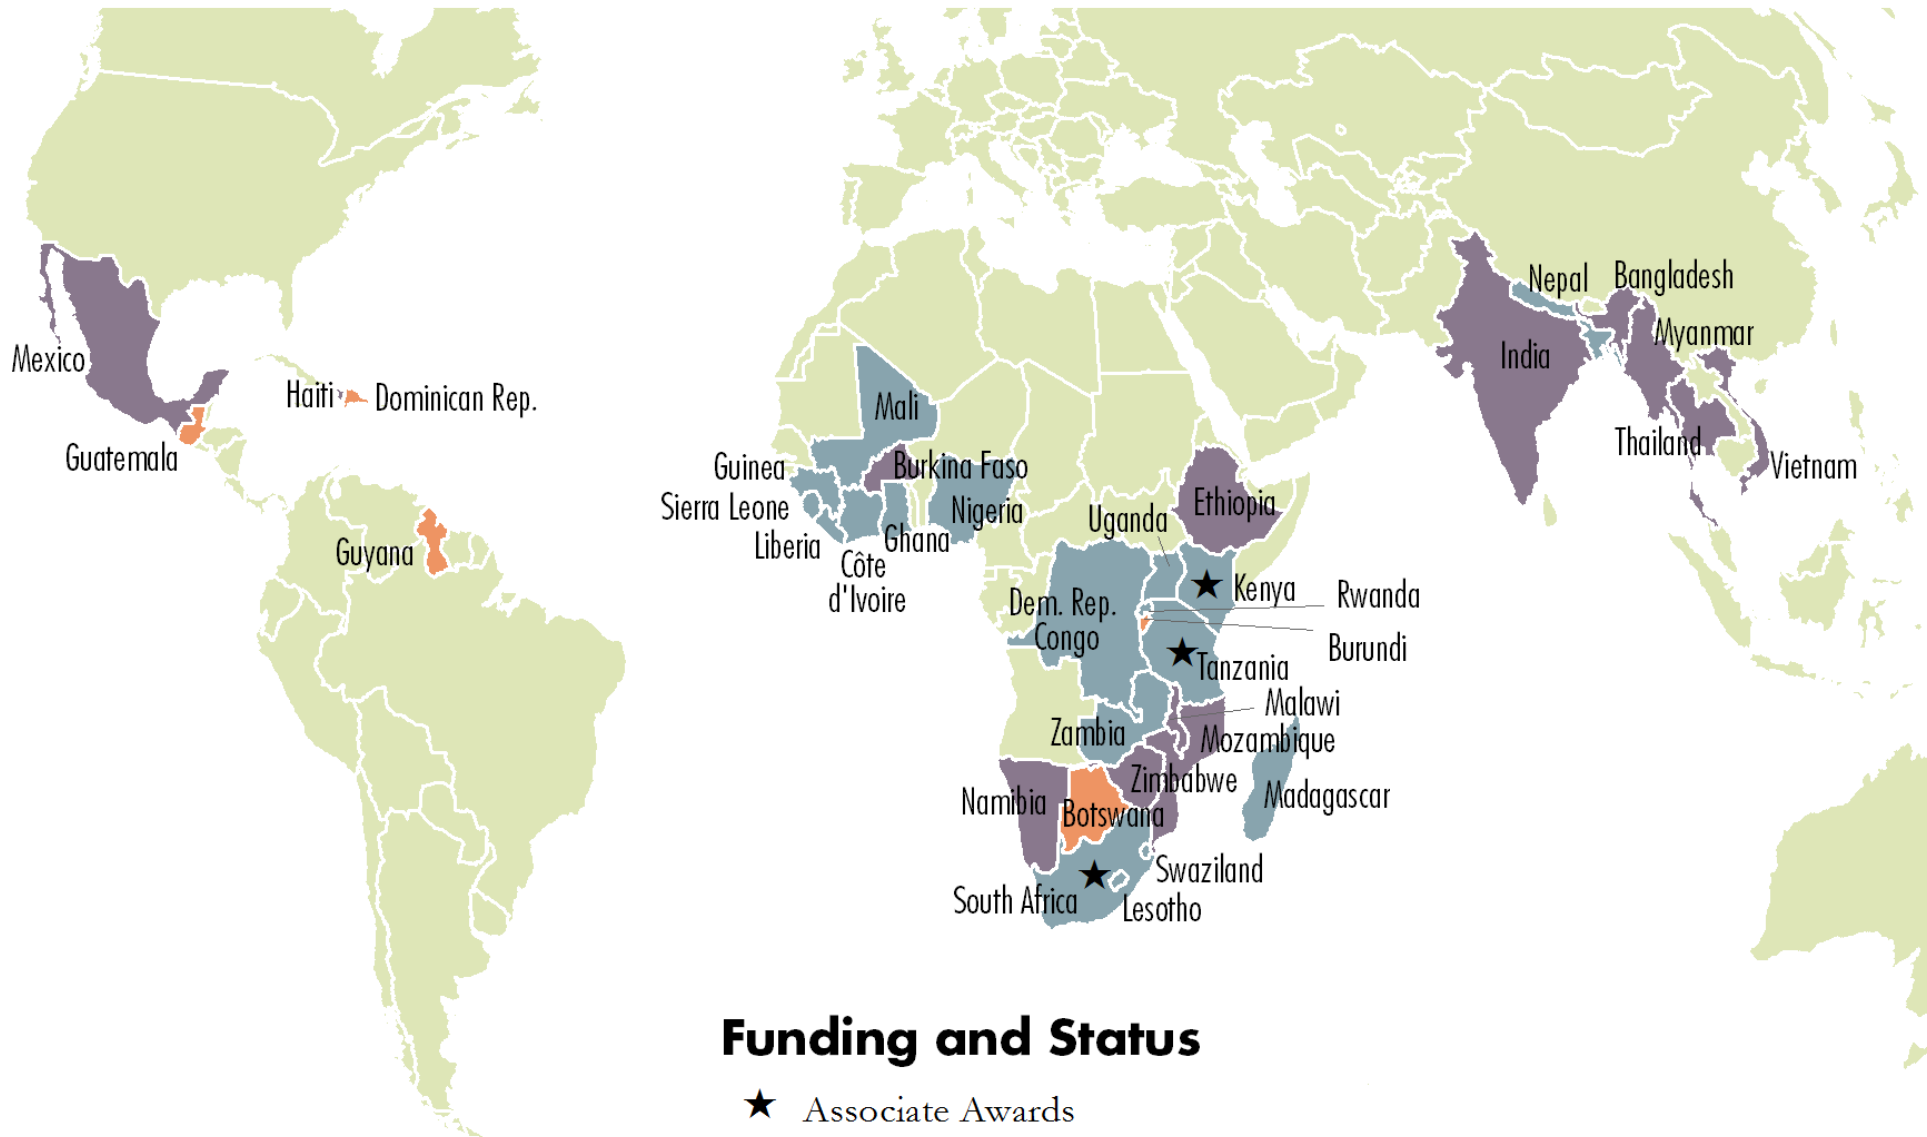 Nepal
Bangladesh
Myanmar
India
Mexico
Haiti
Dominican Rep.
Mali
Guatemala
Thailand
Vietnam
Guinea
Burkina Faso
Sierra Leone
Nigeria
Ethiopia
Uganda
Liberia
Ghana
Guyana
Côte
d'Ivoire
Kenya
Rwanda
Dem. Rep.
Congo
Burundi
Tanzania
Malawi
Zambia
Mozambique
Zimbabwe
Namibia
Botswana
Madagascar
Swaziland
South Africa
Lesotho
Funding and Status
★ Associate Awards